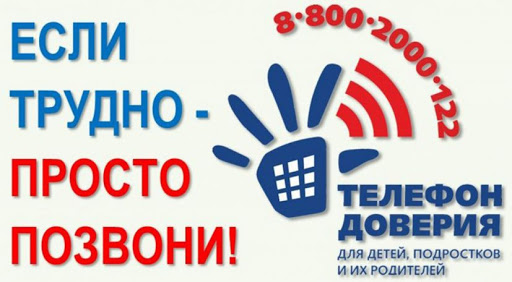 ЕСЛИ
ТРУДНО -
ПРОСТО
ПОЗВОНИ!
8·800·2000·122
ТЕЛЕФОН
ДОВЕРИЯ
ДЛЯ ДЕТЕЙ, ПОДРОСТКОВ
И ИХ РОДИТЕЛЕЙ